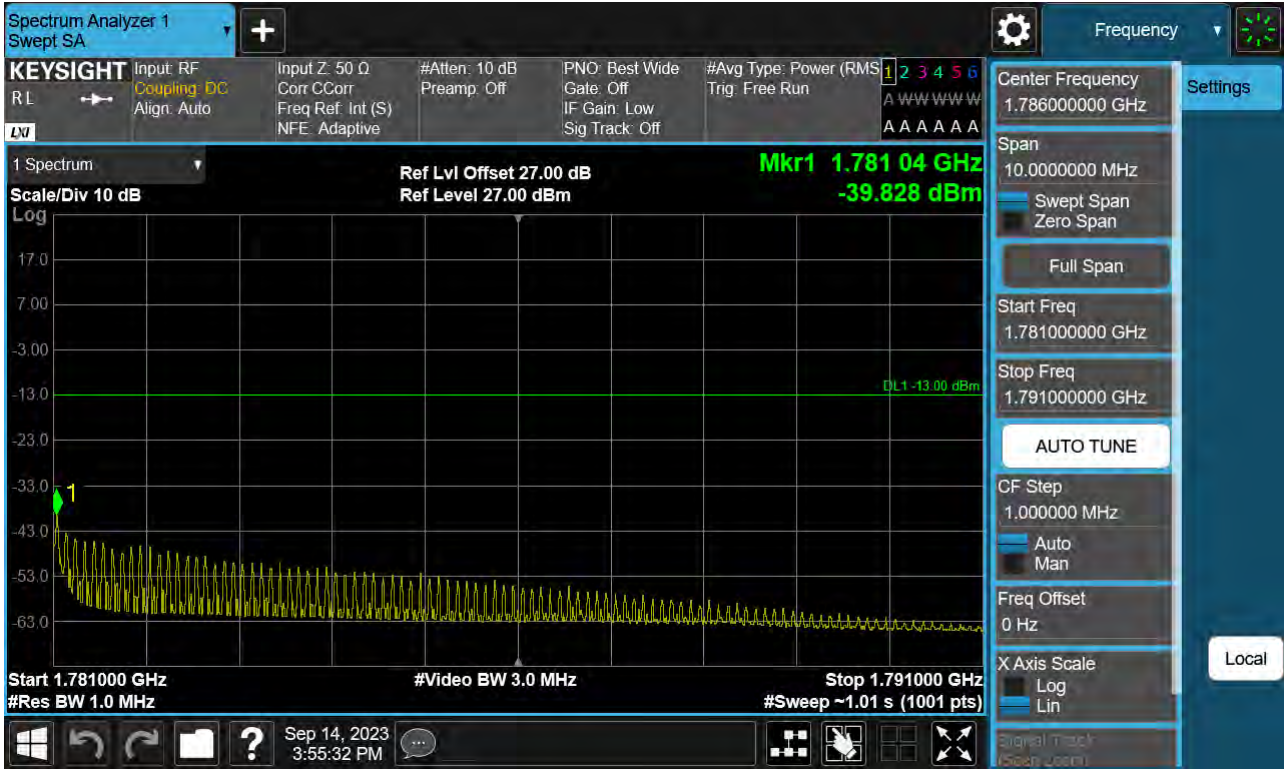 Spectrum Analyzer 1
Swept SA
+
Frequency
KEYSIGHT
R L
LXI
Input: RF
Coupling: DC
Align: Auto
Input Z: 50 Ω
Corr CCorr
Freq Ref: Int (S)
NFE: Adaptive
#Atten: 10 dB
Preamp: Off
PNO: Best Wide
Gate: Off
IF Gain: Low
Sig Track: Off
#Avg Type: Power (RMS
Trig: Free Run
1 2 3 4 5 6
A W W W W W
A A A A A A
1 Spectrum
Scale/Div 10 dB
Log
Ref Lvl Offset 27.00 dB
Ref Level 27.00 dBm
Mkr1 1.781 04 GHz
-39.828 dBm
17.0
7.00
-3.00
-13.0
-23.0
-33.0
-43.0
-53.0
-63.0
DL1 -13.00 dBm
1
Start 1.781000 GHz
#Res BW 1.0 MHz
#Video BW 3.0 MHz
Stop 1.791000 GHz
#Sweep ~1.01 s (1001 pts)
Center Frequency
1.786000000 GHz
Span
10.0000000 MHz
Swept Span
Zero Span
Full Span
Start Freq
1.781000000 GHz
Stop Freq
1.791000000 GHz
AUTO TUNE
CF Step
1.000000 MHz
Auto
Man
Freq Offset
0 Hz
X Axis Scale
Log
Lin
Signal Track
(Span Zoom)
Settings
Local
?
Sep 14, 2023
3:55:32 PM